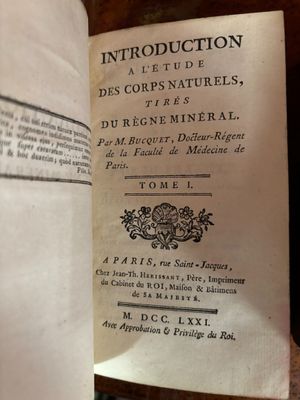 INTRODUCTION
A L'ÉTUDE
DES CORPS NATURELS,
TIRÉS
DU RÈGNE MINÉRAL.
Par M. BUCQUET, Docteur-Régent
de la Faculté de Médecine de
Paris.
TOME I.
A PARIS, rue Saint-Jacques,
Chez Jean-Th. HERISSANT, Père, Imprimeur
du Cabinet du ROI, Maison & Bâtimens
de SA MAJESTÉ.
M. DCC. LXXI.
Avec Approbation & Privilége du Roi.